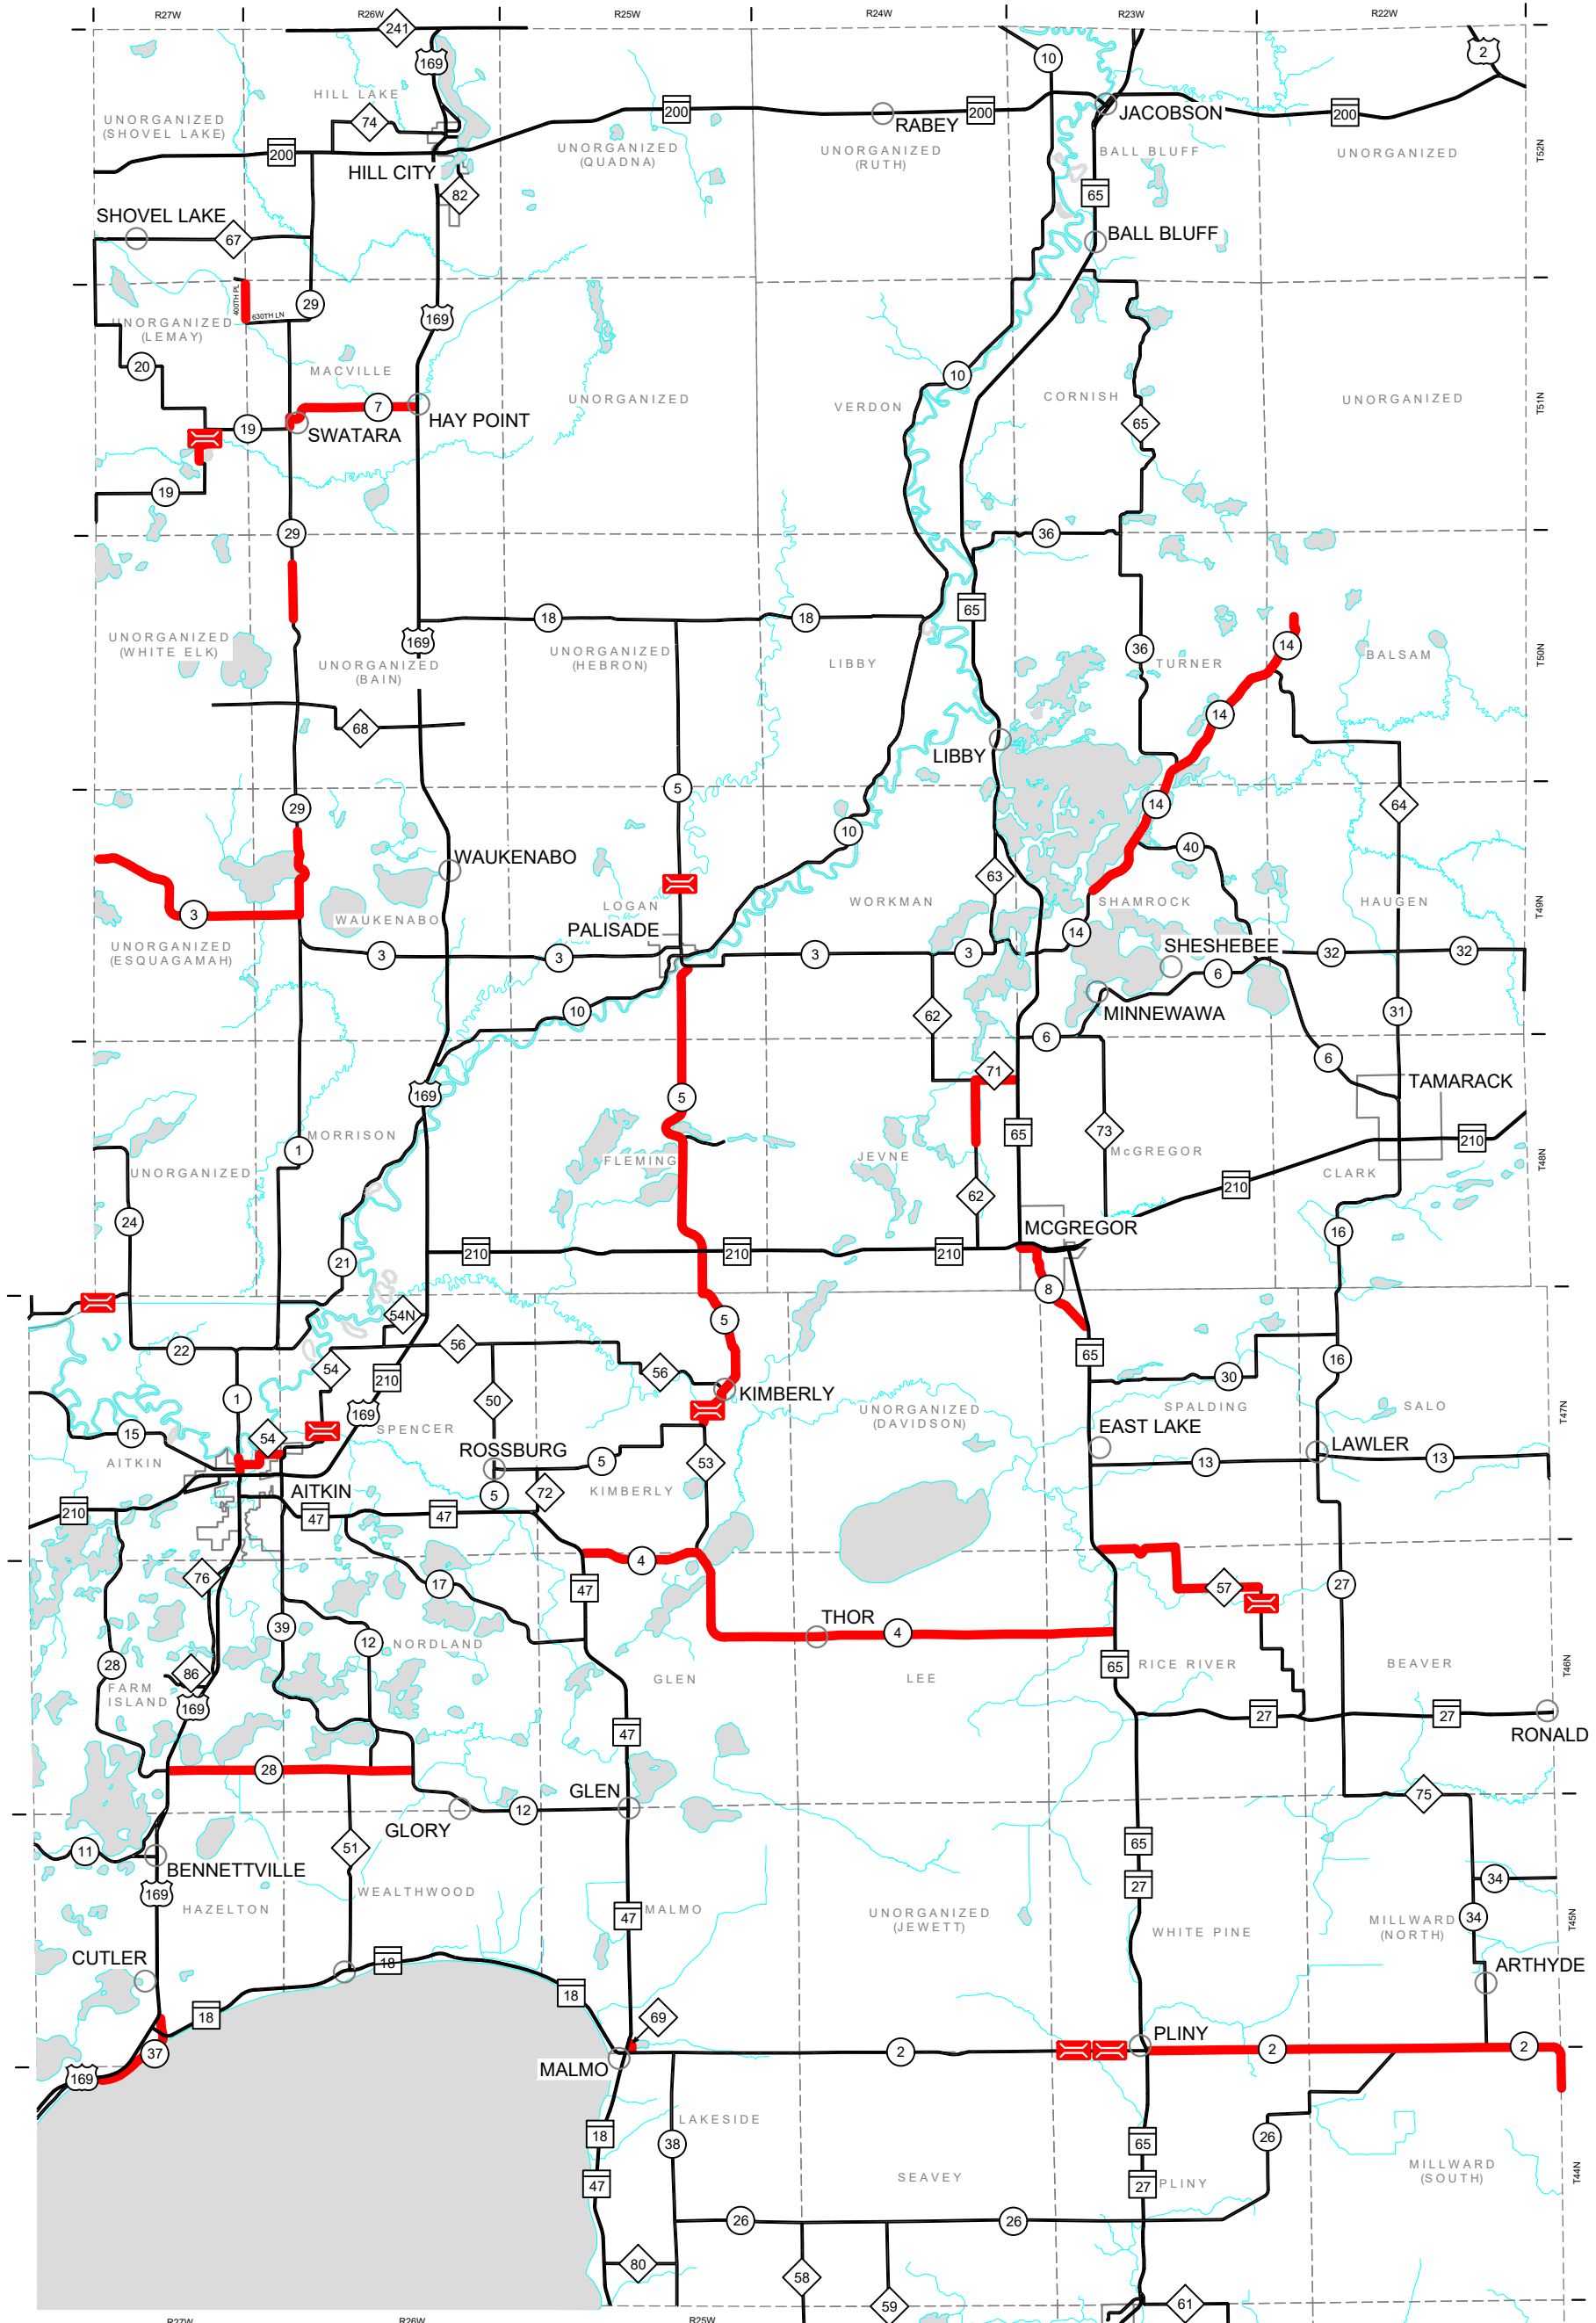 R27W
R26W
R25W
R24W
R23W
R22W
241
169
10
2
HILL LAKE
74
200
RABEY
200
JACOBSON
200
UNORGANIZED
(SHOVEL LAKE)
200
HILL CITY
UNORGANIZED
(QUADNA)
UNORGANIZED
(RUTH)
BALL BLUFF
UNORGANIZED
T52N
82
65
SHOVEL LAKE
67
BALL BLUFF
400TH PL
630TH LN
29
169
UNORGANIZED
(LEMAY)
20
MACVILLE
10
7
HAY POINT
UNORGANIZED
VERDON
CORNISH
UNORGANIZED
T51N
19
SWATARA
65
19
29
36
18
18
65
UNORGANIZED
(WHITE ELK)
169
UNORGANIZED
(BAIN)
UNORGANIZED
(HEBRON)
LIBBY
36
TURNER
14
BALSAM
T50N
68
14
LIBBY
5
29
14
64
10
40
WAUKENABO
63
3
WAUKENABO
LOGAN
WORKMAN
SHAMROCK
HAUGEN
T49N
PALISADE
14
UNORGANIZED
(ESQUAGAMAH)
3
3
3
3
SHESHEBEE
32
32
6
10
62
MINNEWAWA
31
6
6
71
TAMARACK
169
5
65
73
210
1
MORRISON
UNORGANIZED
FLEMING
JEVNE
McGREGOR
CLARK
T48N
62
210
24
MCGREGOR
16
21
210
210
210
8
54N
5
22
56
65
16
54
56
30
210
KIMBERLY
1
50
169
SPENCER
UNORGANIZED
(DAVIDSON)
SPALDING
SALO
T47N
15
54
EAST LAKE
LAWLER
AITKIN
ROSSBURG
5
53
13
13
AITKIN
5
72
KIMBERLY
210
47
47
4
76
17
47
57
27
39
THOR
4
12
NORDLAND
28
86
FARM
ISLAND
GLEN
LEE
65
RICE RIVER
BEAVER
T46N
169
47
27
27
RONALD
28
GLEN
75
GLORY
12
11
51
65
BENNETTVILLE
169
27
34
HAZELTON
WEALTHWOOD
47
MALMO
UNORGANIZED
(JEWETT)
WHITE PINE
MILLWARD
(NORTH)
34
T45N
CUTLER
18
ARTHYDE
18
18
69
37
PLINY
169
MALMO
2
2
2
LAKESIDE
18
38
65
26
47
SEAVEY
27
PLINY
MILLWARD
(SOUTH)
T44N
26
26
80
58
59
61
R27W
R26W
R25W